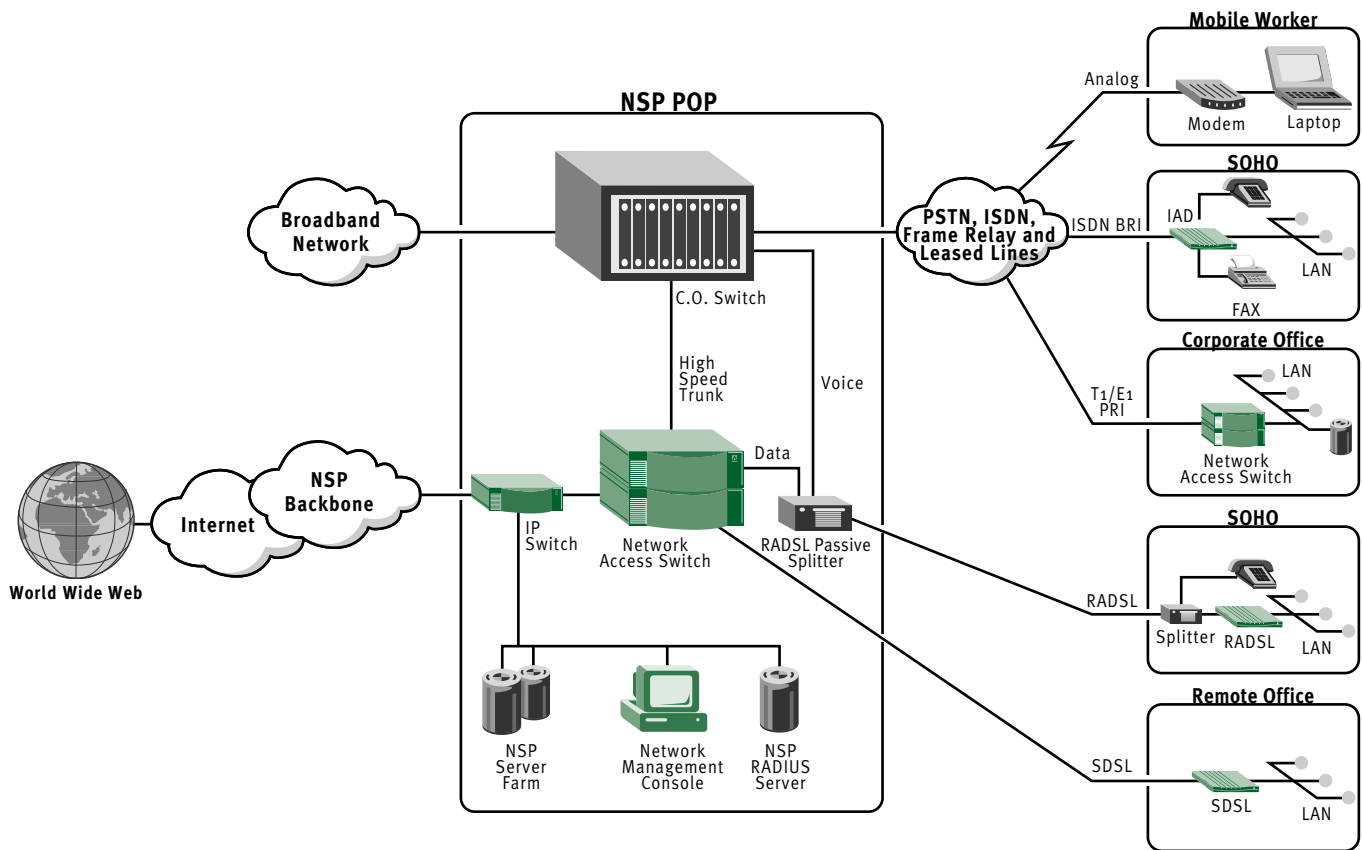 Mobile Worker
Analog
Modem
Laptop
NSP POP
SOHO
Broadband
Network
PSTN, ISDN,
Frame Relay and
Leased Lines
ISDN BRI
IAD
LAN
FAX
C.O. Switch
Corporate Office
High
Speed
Trunk
Voice
LAN
T1/E1
PRI
Network
Access Switch
Data
NSP
Backbone
Internet
World Wide Web
IP
Switch
Network
Access Switch
RADSL Passive
Splitter
SOHO
RADSL
Splitter
RADSL
LAN
Remote Office
NSP
Server
Farm
Network
Management
Console
NSP
RADIUS
Server
SDSL
SDSL
LAN